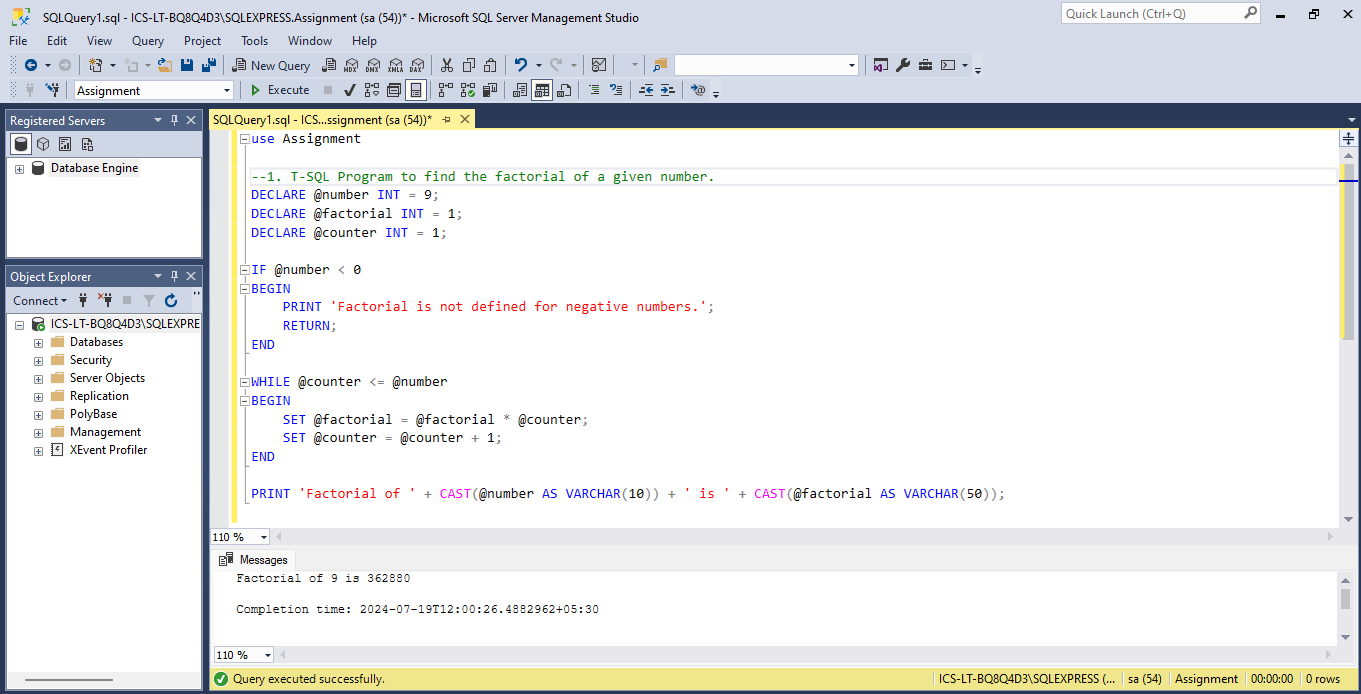 SQLQuery1.sql - ICS-LT-BQ8Q4D3\SQLEXPRESS.Assignment (sa (54))* - Microsoft SQL Server Management Studio
Quick Launch (Ctrl+Q)
File Edit View Query Project Tools Window Help
New Query MDX DMX XMLA DAX
Assignment Execute
Registered Servers
Database Engine
Object Explorer
Connect
ICS-LT-BQ8Q4D3\SQLEXPRE
Databases
Security
Server Objects
Replication
PolyBase
Management
XEvent Profiler
SQLQuery1.sql - ICS...ssignment (sa (54))*
use Assignment
--1. T-SQL Program to find the factorial of a given number.
DECLARE @number INT = 9;
DECLARE @factorial INT = 1;
DECLARE @counter INT = 1;
IF @number < 0
BEGIN
PRINT 'Factorial is not defined for negative numbers.';
RETURN;
END
WHILE @counter <= @number
BEGIN
SET @factorial = @factorial * @counter;
SET @counter = @counter + 1;
END
PRINT 'Factorial of ' + CAST(@number AS VARCHAR(10)) + ' is ' + CAST(@factorial AS VARCHAR(50));
110 %
Messages
Factorial of 9 is 362880
Completion time: 2024-07-19T12:00:26.4882962+05:30
110 %
Query executed successfully.
ICS-LT-BQ8Q4D3\SQLEXPRESS (... sa (54) Assignment 00:00:00 0 rows